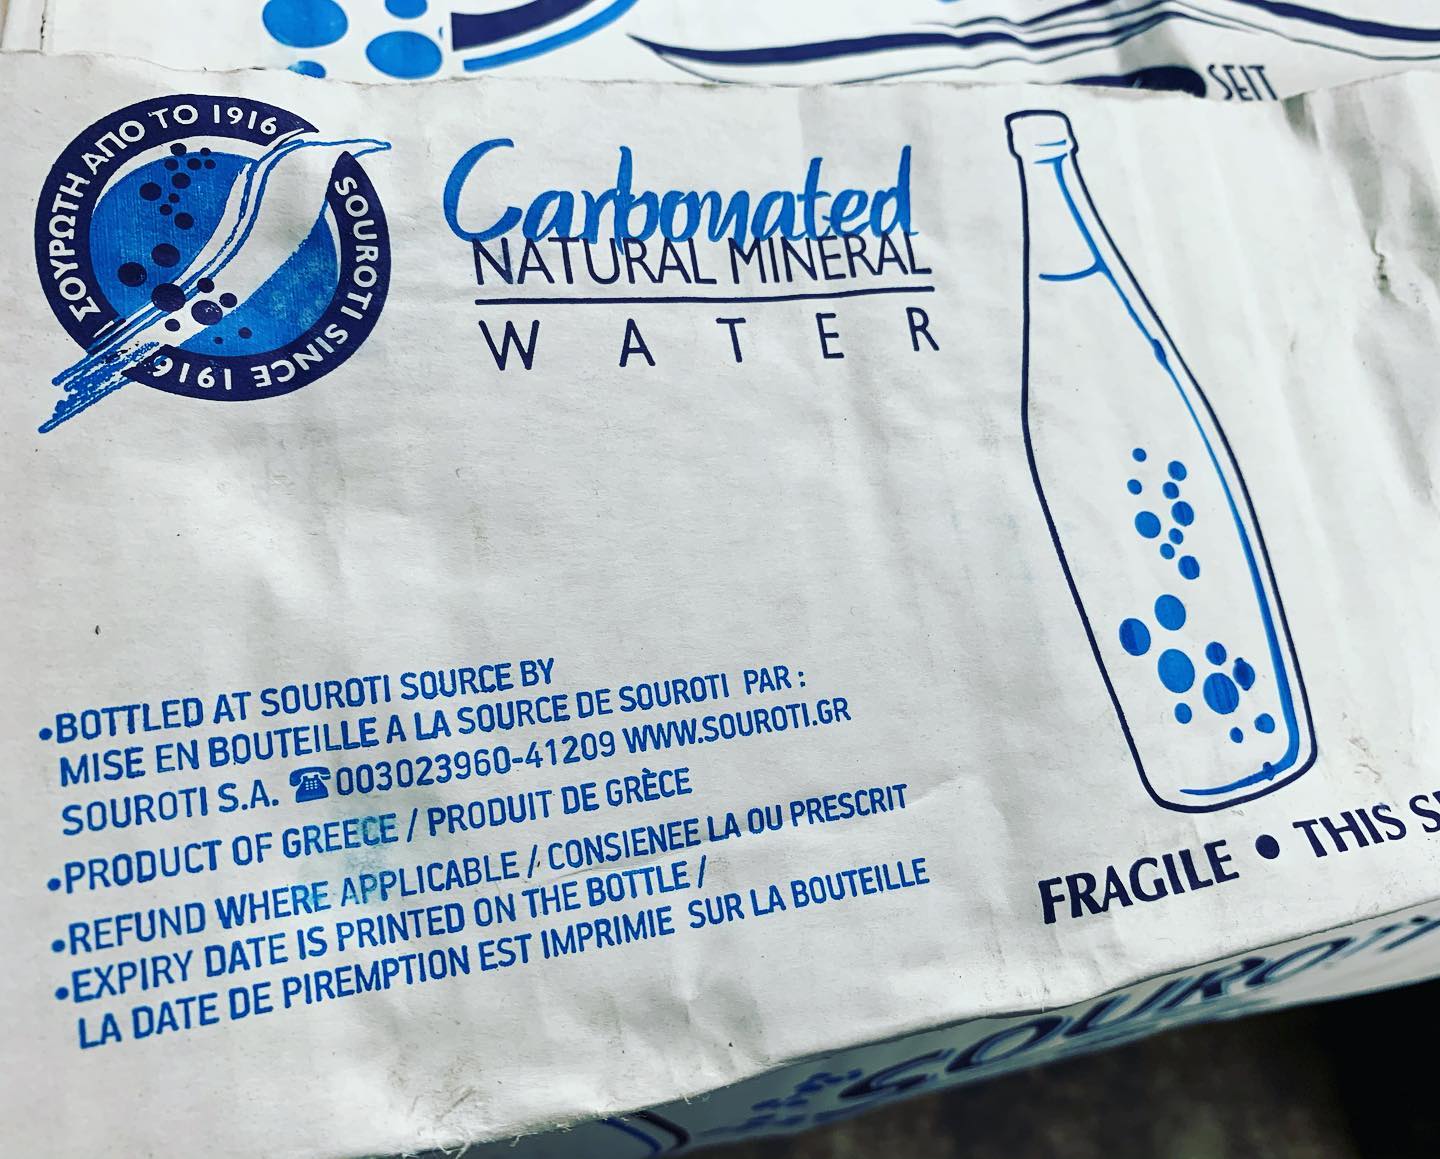 SEIT
ΣΟΥΡΩΤΗ ΑΠΟ ΤΟ 1916
SOUROTI SINCE 1916
Carbonated
NATURAL MINERAL
WATER
•BOTTLED AT SOUROTI SOURCE BY
MISE EN BOUTEILLE A LA SOURCE DE SOUROTI PAR :
SOUROTI S.A. ☎003023960-41209 WWW.SOUROTI.GR
•PRODUCT OF GREECE / PRODUIT DE GRÈCE
•REFUND WHERE APPLICABLE / CONSIENEE LA OU PRESCRIT
•EXPIRY DATE IS PRINTED ON THE BOTTLE /
LA DATE DE PIREMPTION EST IMPRIMIE SUR LA BOUTEILLE
FRAGILE • THIS
SOURO